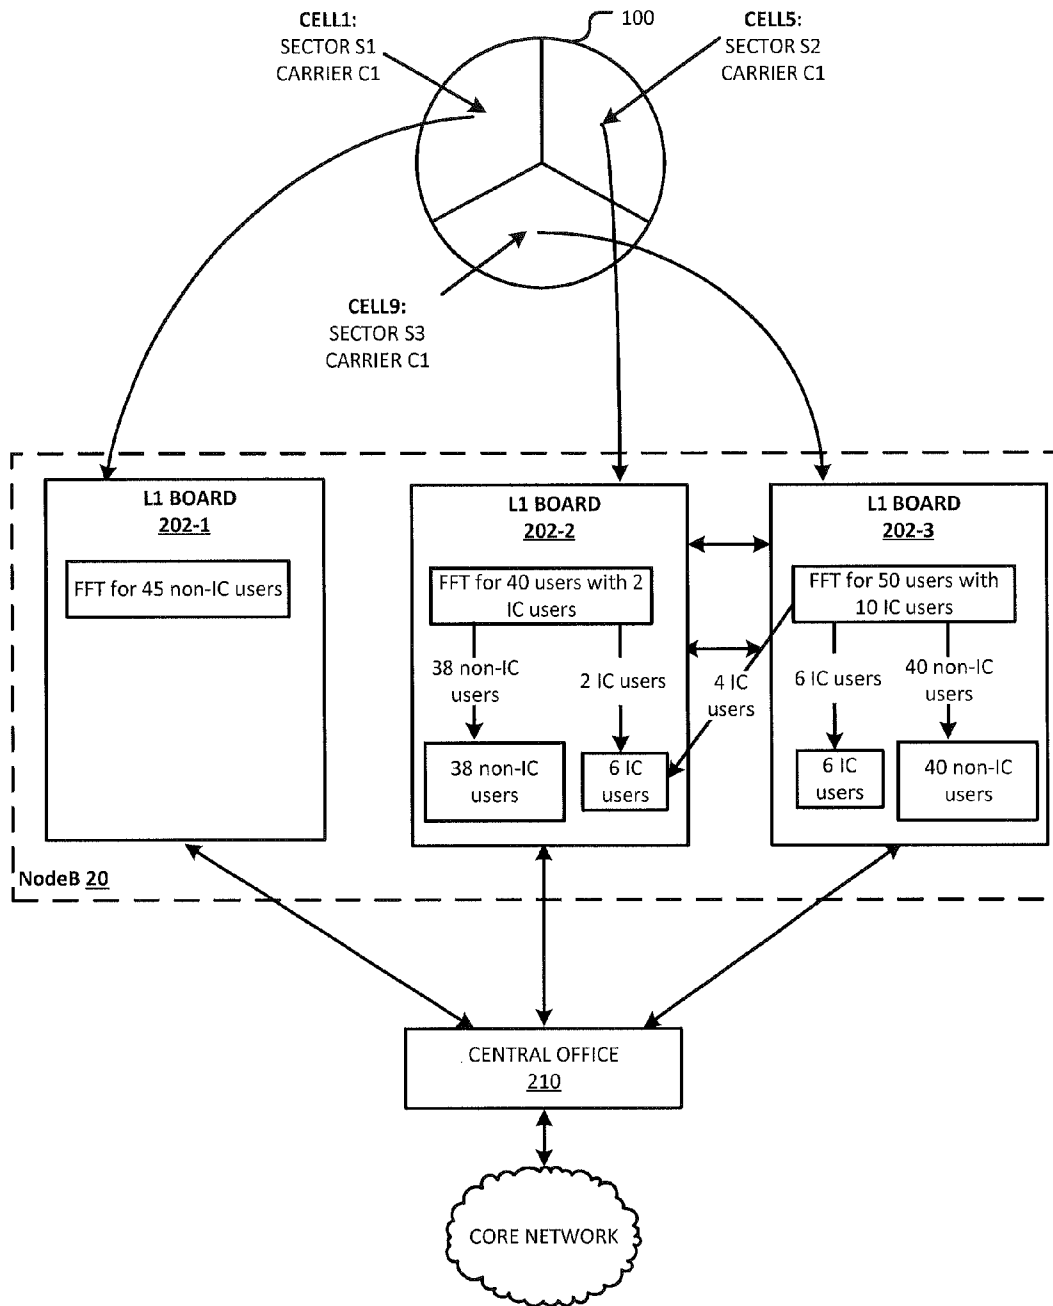 CELL1:
SECTOR S1
CARRIER C1
100
CELL5:
SECTOR S2
CARRIER C1
CELL9:
SECTOR S3
CARRIER C1
L1 BOARD
202-1
FFT for 45 non-IC users
L1 BOARD
202-2
FFT for 40 users with 2
IC users
38 non-IC
users
2 IC users
38 non-IC
users
6 IC
users
4 IC
users
L1 BOARD
202-3
FFT for 50 users with
10 IC users
6 IC users
40 non-IC
users
6 IC
users
40 non-IC
users
NodeB 20
CENTRAL OFFICE
210
CORE NETWORK